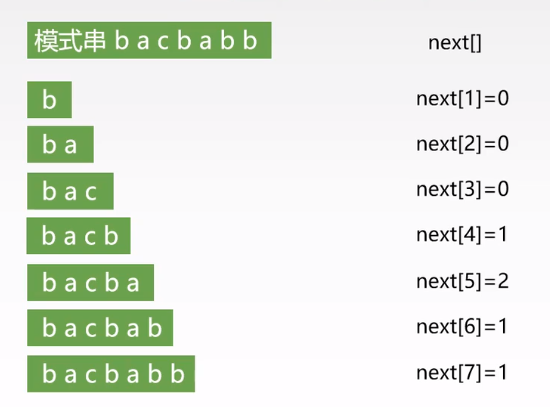 模式串 b a c b a b b next[]
b next[1]=0
b a next[2]=0
b a c next[3]=0
b a c b next[4]=1
b a c b a next[5]=2
b a c b a b next[6]=1
b a c b a b b next[7]=1